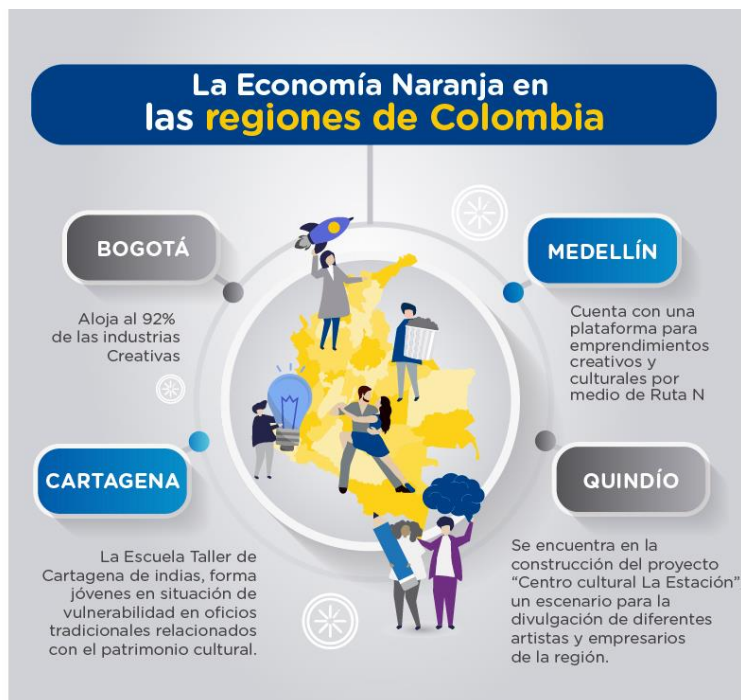 La Economía Naranja en
las regiones de Colombia
BOGOTÁ
Aloja al 92%
de las industrias
Creativas
MEDELLÍN
Cuenta con una
plataforma para
emprendimientos
creativos y
culturales por
medio de Ruta N
CARTAGENA
La Escuela Taller de
Cartagena de indias, forma
jóvenes en situación de
vulnerabilidad en oficios
tradicionales relacionados
con el patrimonio cultural.
QUINDÍO
Se encuentra en la
construcción del proyecto
“Centro cultural La Estación”,
un escenario para la
divulgación de diferentes
artistas y empresarios
de la región.